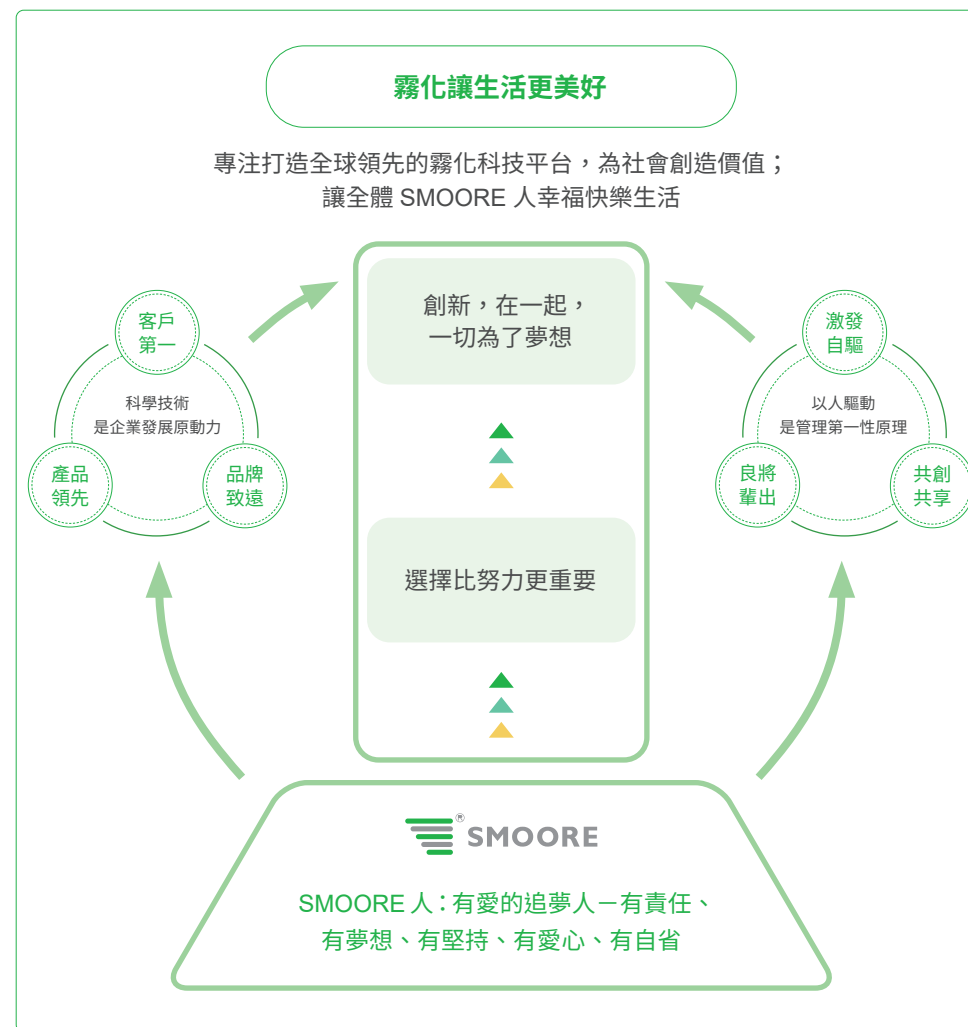 霧化讓生活更美好
專注打造全球領先的霧化科技平台，為社會創造價值；
讓全體 SMOORE 人幸福快樂生活
客戶
第一
科學技術
是企業發展原動力
產品
領先
品牌
致遠
創新，在一起，
一切為了夢想
選擇比努力更重要
激發
自驅
以人驅動
是管理第一性原理
良將
輩出
共創
共享
®
SMOORE
SMOORE 人：有愛的追夢人－有責任、
有夢想、有堅持、有愛心、有自省